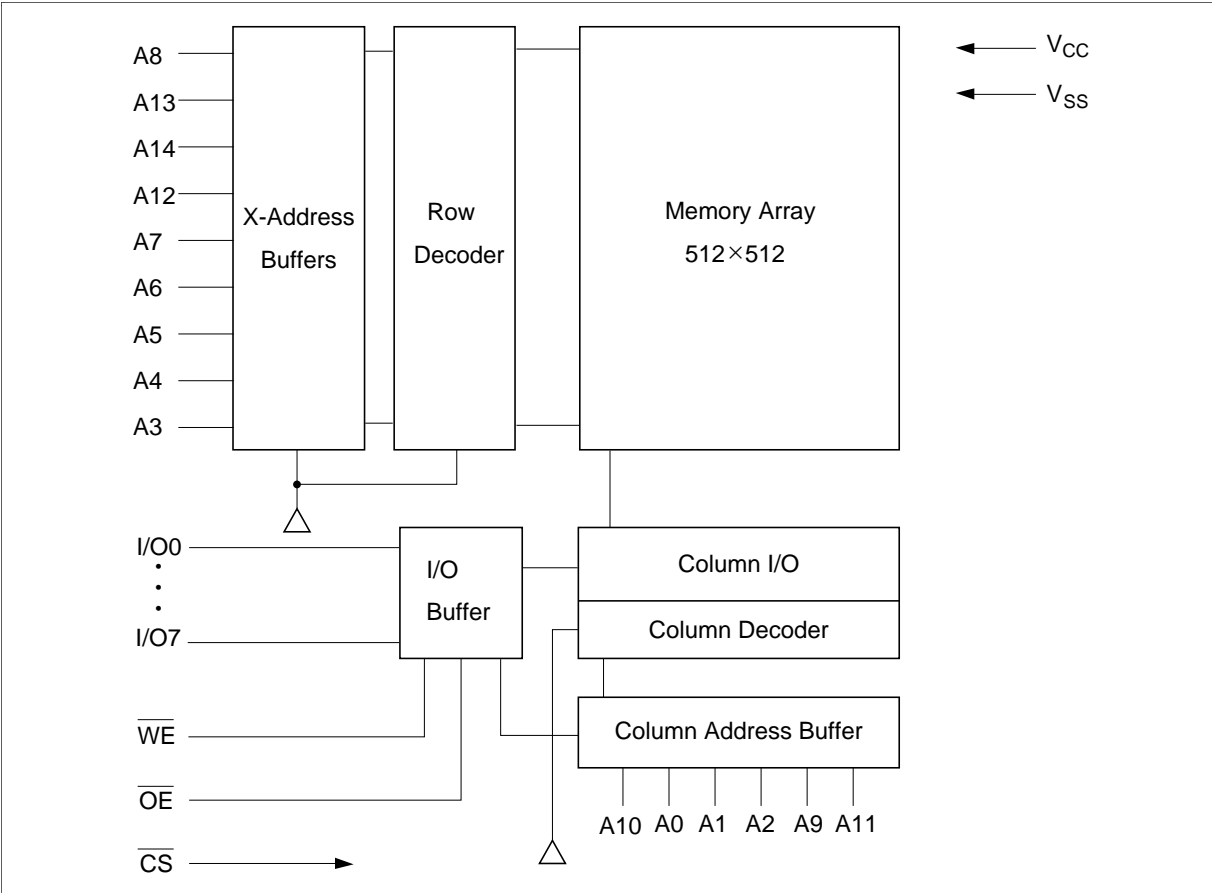 A8
A13
A14
A12
A7
A6
A5
A4
A3
X-Address
Buffers
Row
Decoder
Memory Array
512×512
VCC
VSS
I/O0
I/O7
I/O
Buffer
Column I/O
Column Decoder
Column Address Buffer
WE
OE
CS
A10 A0 A1 A2 A9 A11